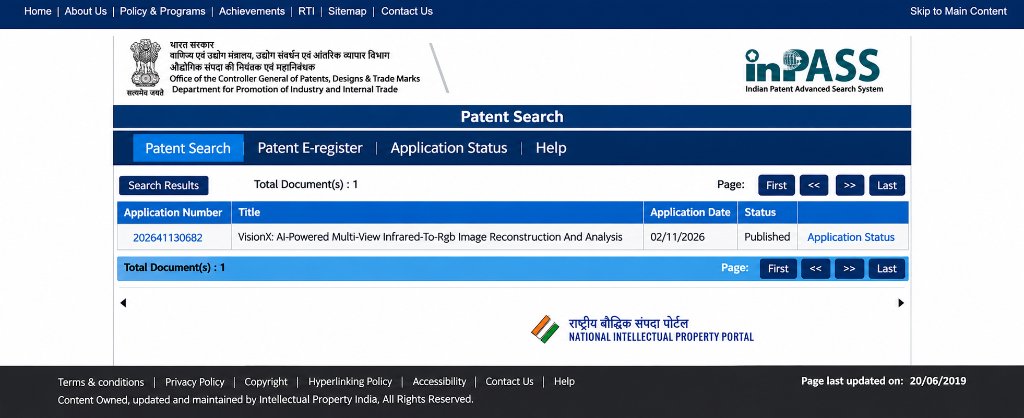 Home | About Us | Policy & Programs | Achievements | RTI | Sitemap | Contact Us
Skip to Main Content
भारत सरकार
वाणिज्य एवं उद्योग मंत्रालय, उद्योग संवर्धन एवं आंतरिक व्यापार विभाग
औद्योगिक संपदा की नियंतक एवं महानिबंधक
Office of the Controller General of Patents, Designs & Trade Marks
Department for Promotion of Industry and Internal Trade
सत्यमेव जयते
inPASS
Indian Patent Advanced Search System
Patent Search
Patent Search Patent E-register | Application Status | Help
Search Results Total Document(s) : 1 Page: First << >> Last
Application Number Title Application Date Status
202641130682 VisionX: AI-Powered Multi-View Infrared-To-Rgb Image Reconstruction And Analysis 02/11/2026 Published Application Status
Total Document(s) : 1 Page: First << >> Last
राष्ट्रीय बौद्धिक संपदा पोर्टल
NATIONAL INTELLECTUAL PROPERTY PORTAL
Terms & conditions | Privacy Policy | Copyright | Hyperlinking Policy | Accessibility | Contact Us | Help
Page last updated on: 20/06/2019
Content Owned, updated and maintained by Intellectual Property India, All Rights Reserved.